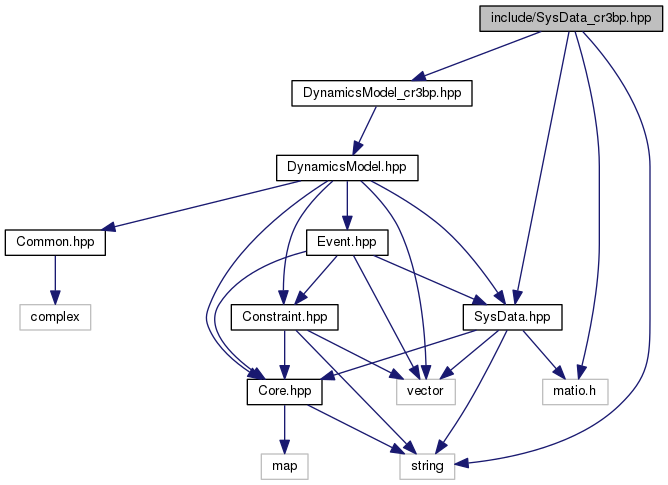 include/SysData_cr3bp.hpp
DynamicsModel_cr3bp.hpp
DynamicsModel.hpp
Common.hpp
Event.hpp
complex
Constraint.hpp
SysData.hpp
Core.hpp
vector
matio.h
map
string